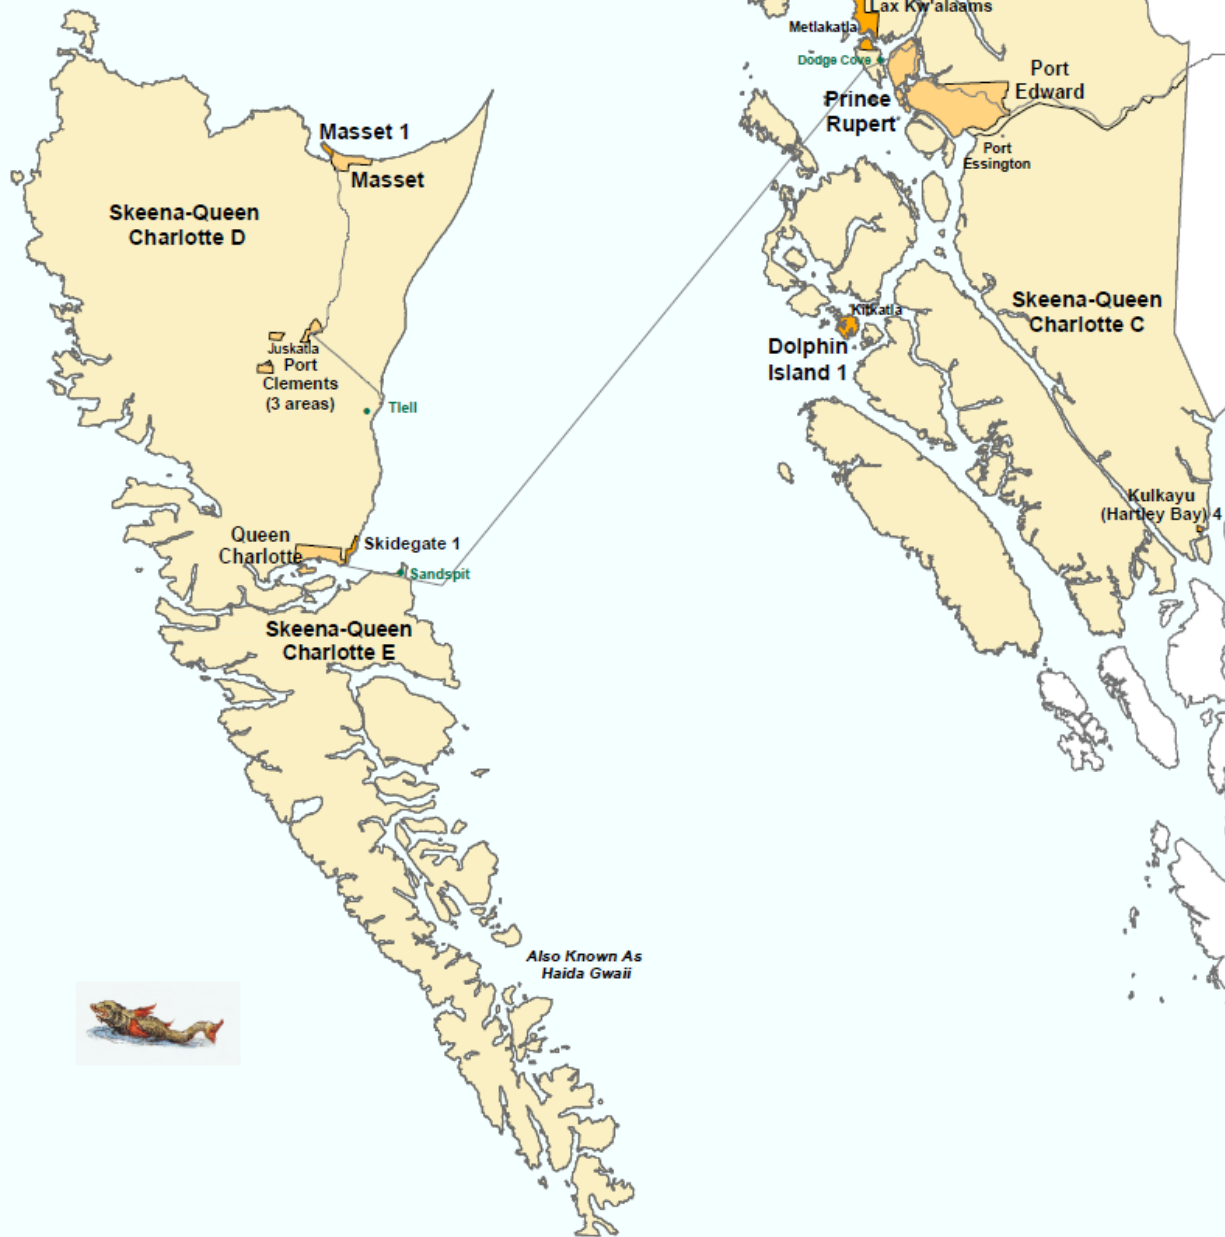 Lax Kw'alaams
Metlakatla
Dodge Cove
Port
Edward
Prince
Rupert
Port
Essington
Masset 1
Masset
Skeena-Queen
Charlotte D
Skeena-Queen
Charlotte C
Kitkatla
Dolphin
Island 1
Juskatla
Port
Clements
(3 areas)
Tlell
Kulkayu
(Hartley Bay) 4
Queen
Charlotte
Skidegate 1
Sandspit
Skeena-Queen
Charlotte E
Also Known As
Haida Gwaii